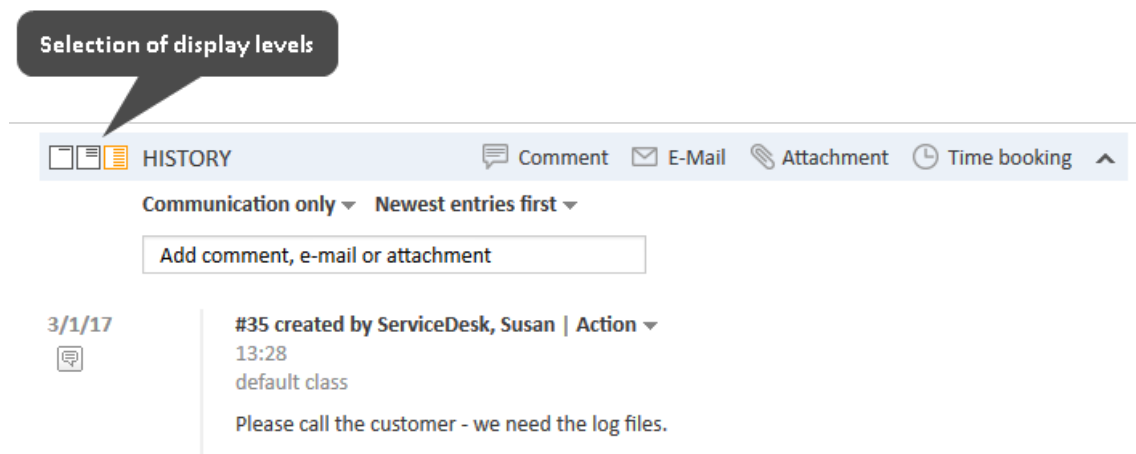 Selection of display levels
HISTORY Comment E-Mail Attachment Time booking
Communication only Newest entries first
Add comment, e-mail or attachment
3/1/17 #35 created by ServiceDesk, Susan | Action
13:28
default class
Please call the customer - we need the log files.